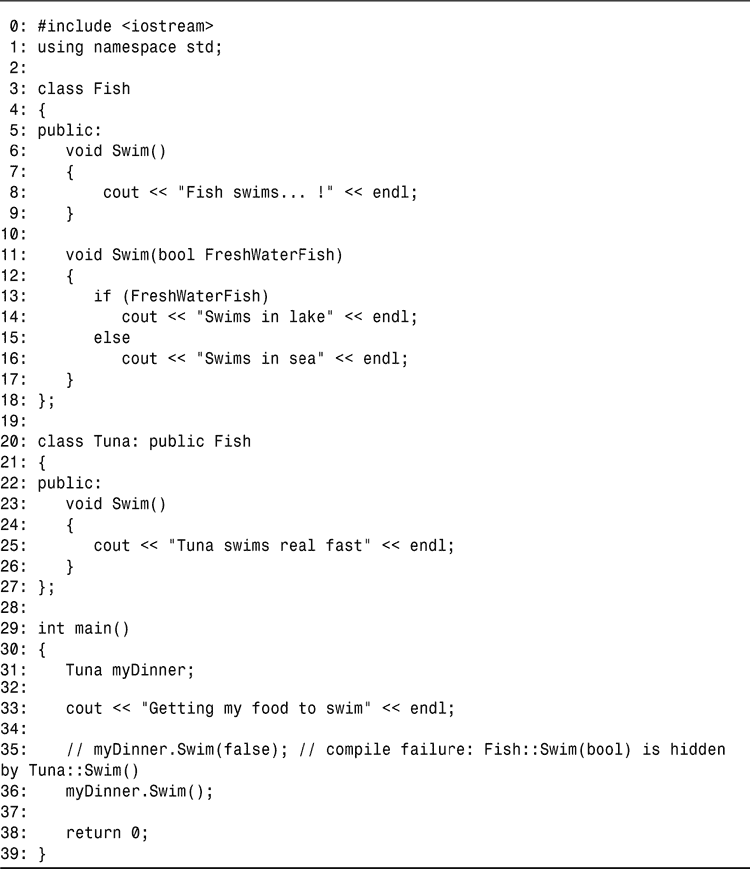 0: #include <iostream>
1: using namespace std;
2:
3: class Fish
4: {
5: public:
6:    void Swim()
7:    {
8:        cout << "Fish swims... !" << endl;
9:    }
10:
11:    void Swim(bool FreshWaterFish)
12:    {
13:       if (FreshWaterFish)
14:          cout << "Swims in lake" << endl;
15:       else
16:          cout << "Swims in sea" << endl;
17:    }
18: };
19:
20: class Tuna: public Fish
21: {
22: public:
23:    void Swim()
24:    {
25:       cout << "Tuna swims real fast" << endl;
26:    }
27: };
28:
29: int main()
30: {
31:    Tuna myDinner;
32:
33:    cout << "Getting my food to swim" << endl;
34:
35:    // myDinner.Swim(false); // compile failure: Fish::Swim(bool) is hidden
by Tuna::Swim()
36:    myDinner.Swim();
37:
38:    return 0;
39: }